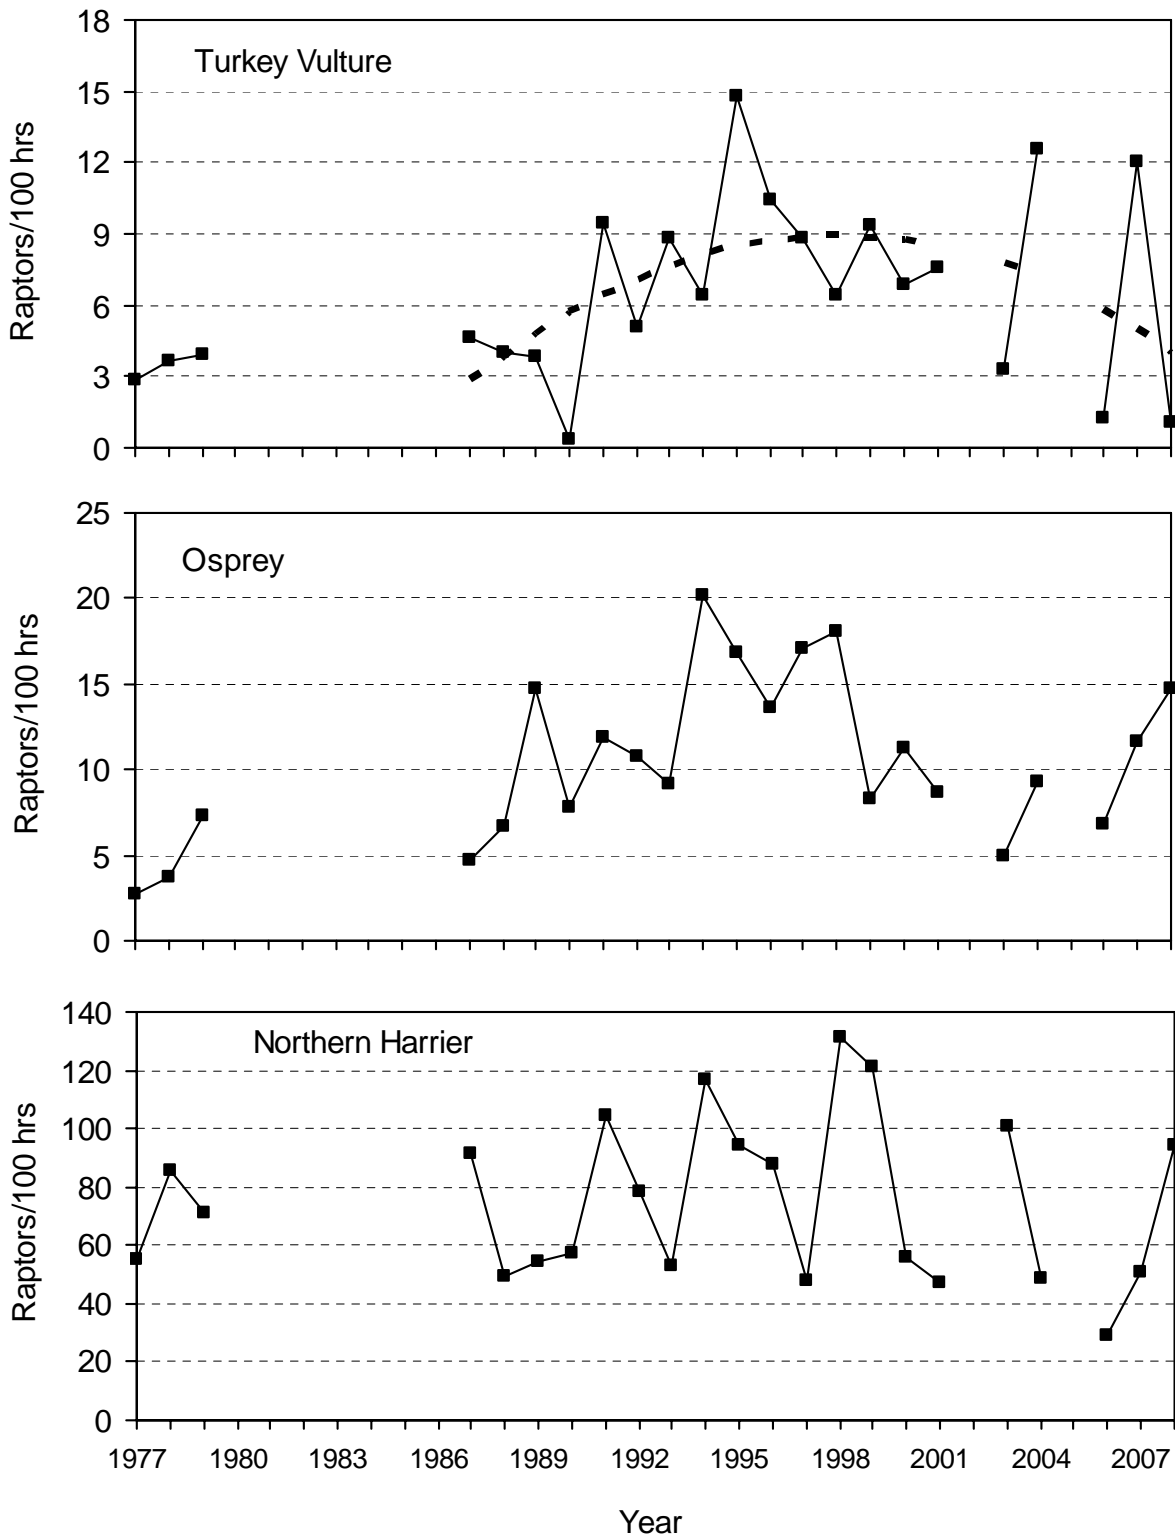 18
Turkey Vulture
15
12
9
6
3
0
Raptors/100 hrs
25
Osprey
20
15
10
5
0
Raptors/100 hrs
140
Northern Harrier
120
100
80
60
40
20
0
Raptors/100 hrs
1977 1980 1983 1986 1989 1992 1995 1998 2001 2004 2007
Year